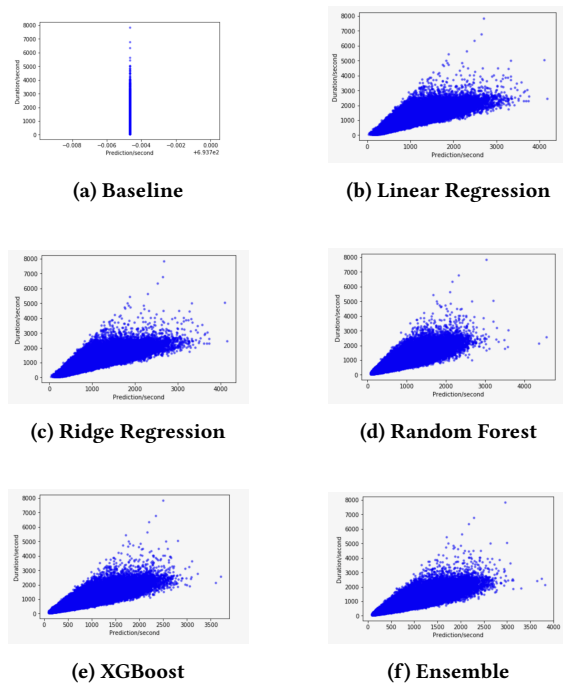 8000
7000
6000
5000
4000
3000
2000
1000
0
Duration/second
−0.008 −0.006 −0.004 −0.002 0.000
Prediction/second
+6.937e2
(a) Baseline
8000
7000
6000
5000
4000
3000
2000
1000
0
Duration/second
0 1000 2000 3000 4000
Prediction/second
(b) Linear Regression
8000
7000
6000
5000
4000
3000
2000
1000
0
Duration/second
0 1000 2000 3000 4000
Prediction/second
(c) Ridge Regression
8000
7000
6000
5000
4000
3000
2000
1000
0
Duration/second
0 1000 2000 3000 4000
Prediction/second
(d) Random Forest
8000
7000
6000
5000
4000
3000
2000
1000
0
Duration/second
0 500 1000 1500 2000 2500 3000 3500
Prediction/second
(e) XGBoost
8000
7000
6000
5000
4000
3000
2000
1000
0
Duration/second
0 500 1000 1500 2000 2500 3000 3500 4000
Prediction/second
(f) Ensemble